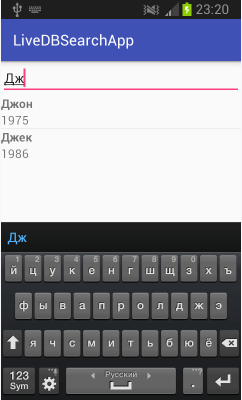 23:20
LiveDBSearchApp
Дж
Джон
1975
Джек
1986
Дж
й ц у к е н г ш щ з х ъ
ф ы в а п р о л д ж э
я ч с м и т ь б ю ё
123 Sym Русский .